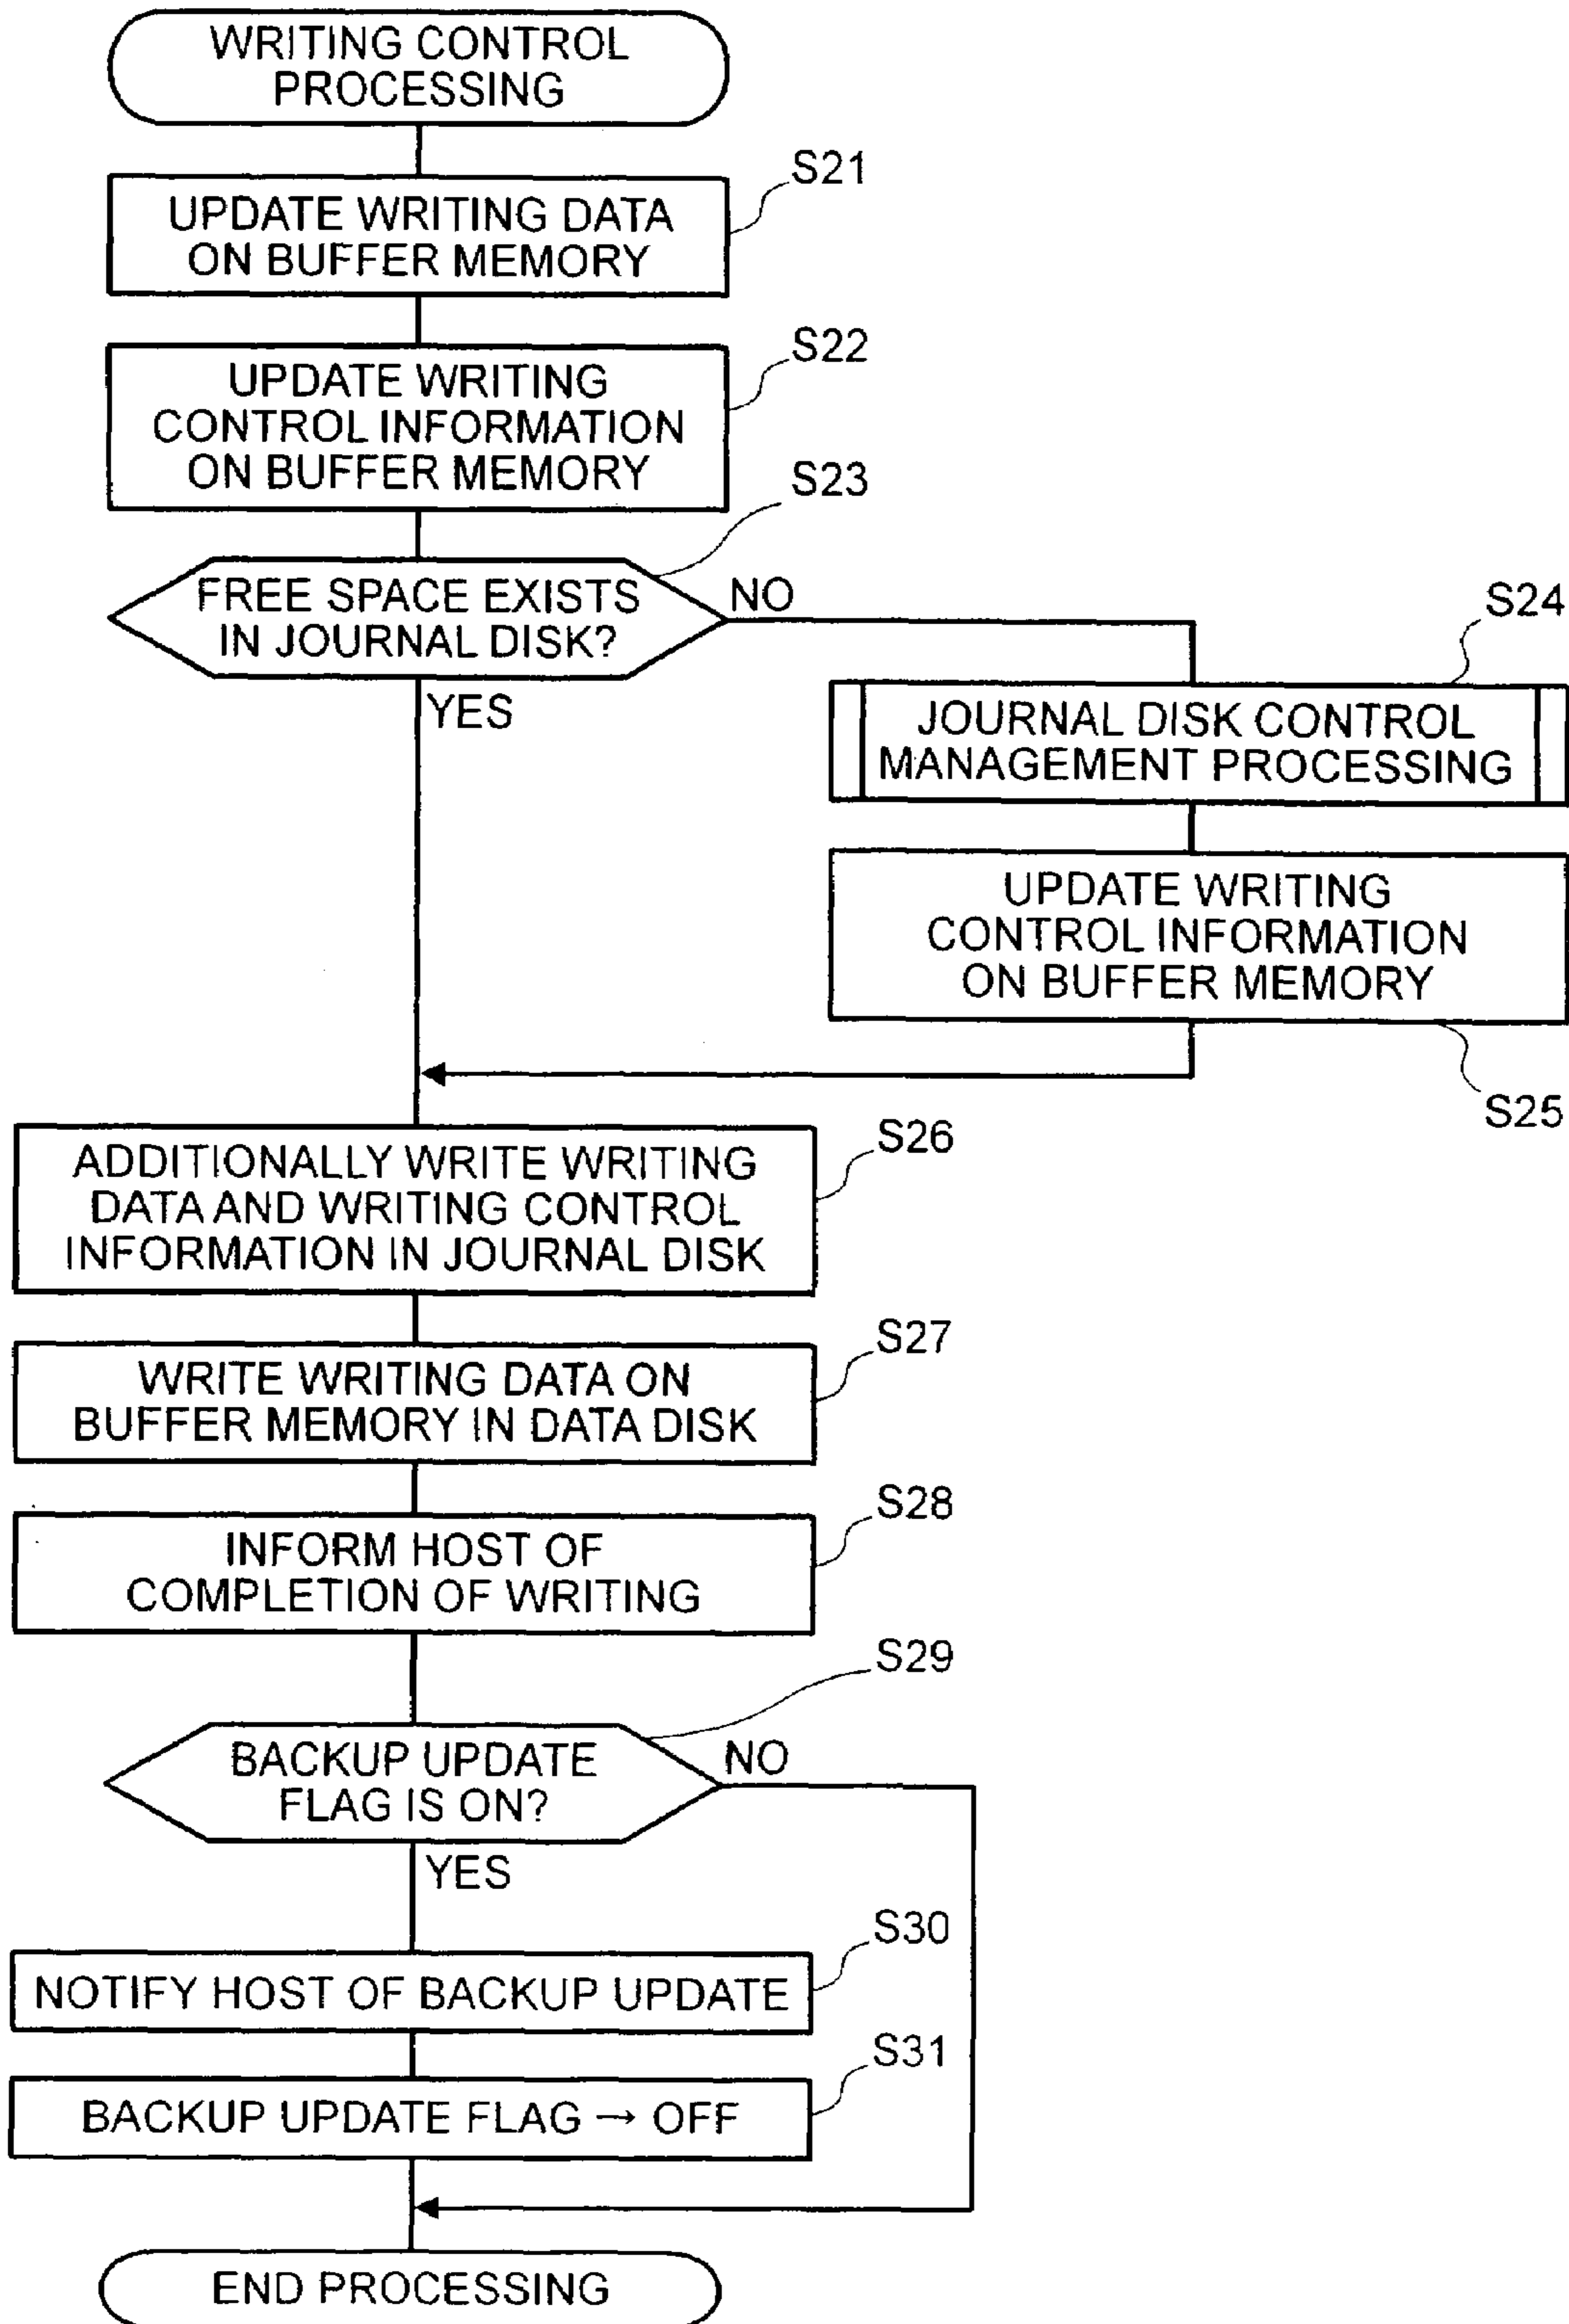 WRITING CONTROL
PROCESSING
S21
UPDATE WRITING DATA
ON BUFFER MEMORY
S22
UPDATE WRITING
CONTROL INFORMATION
ON BUFFER MEMORY
S23
FREE SPACE EXISTS
IN JOURNAL DISK?
NO
YES
S24
JOURNAL DISK CONTROL
MANAGEMENT PROCESSING
UPDATE WRITING
CONTROL INFORMATION
ON BUFFER MEMORY
S25
S26
ADDITIONALLY WRITE WRITING
DATA AND WRITING CONTROL
INFORMATION IN JOURNAL DISK
S27
WRITE WRITING DATA ON
BUFFER MEMORY IN DATA DISK
S28
INFORM HOST OF
COMPLETION OF WRITING
S29
BACKUP UPDATE
FLAG IS ON?
NO
YES
S30
NOTIFY HOST OF BACKUP UPDATE
S31
BACKUP UPDATE FLAG → OFF
END PROCESSING